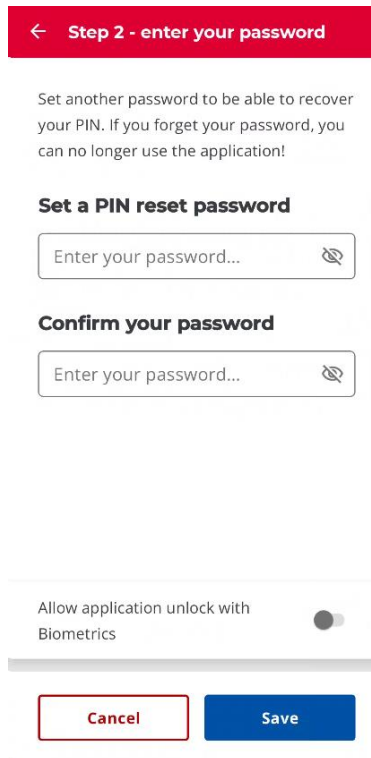 Step 2 - enter your password
Set another password to be able to recover
your PIN. If you forget your password, you
can no longer use the application!
Set a PIN reset password
Enter your password...
Confirm your password
Enter your password...
Allow application unlock with
Biometrics
Cancel
Save